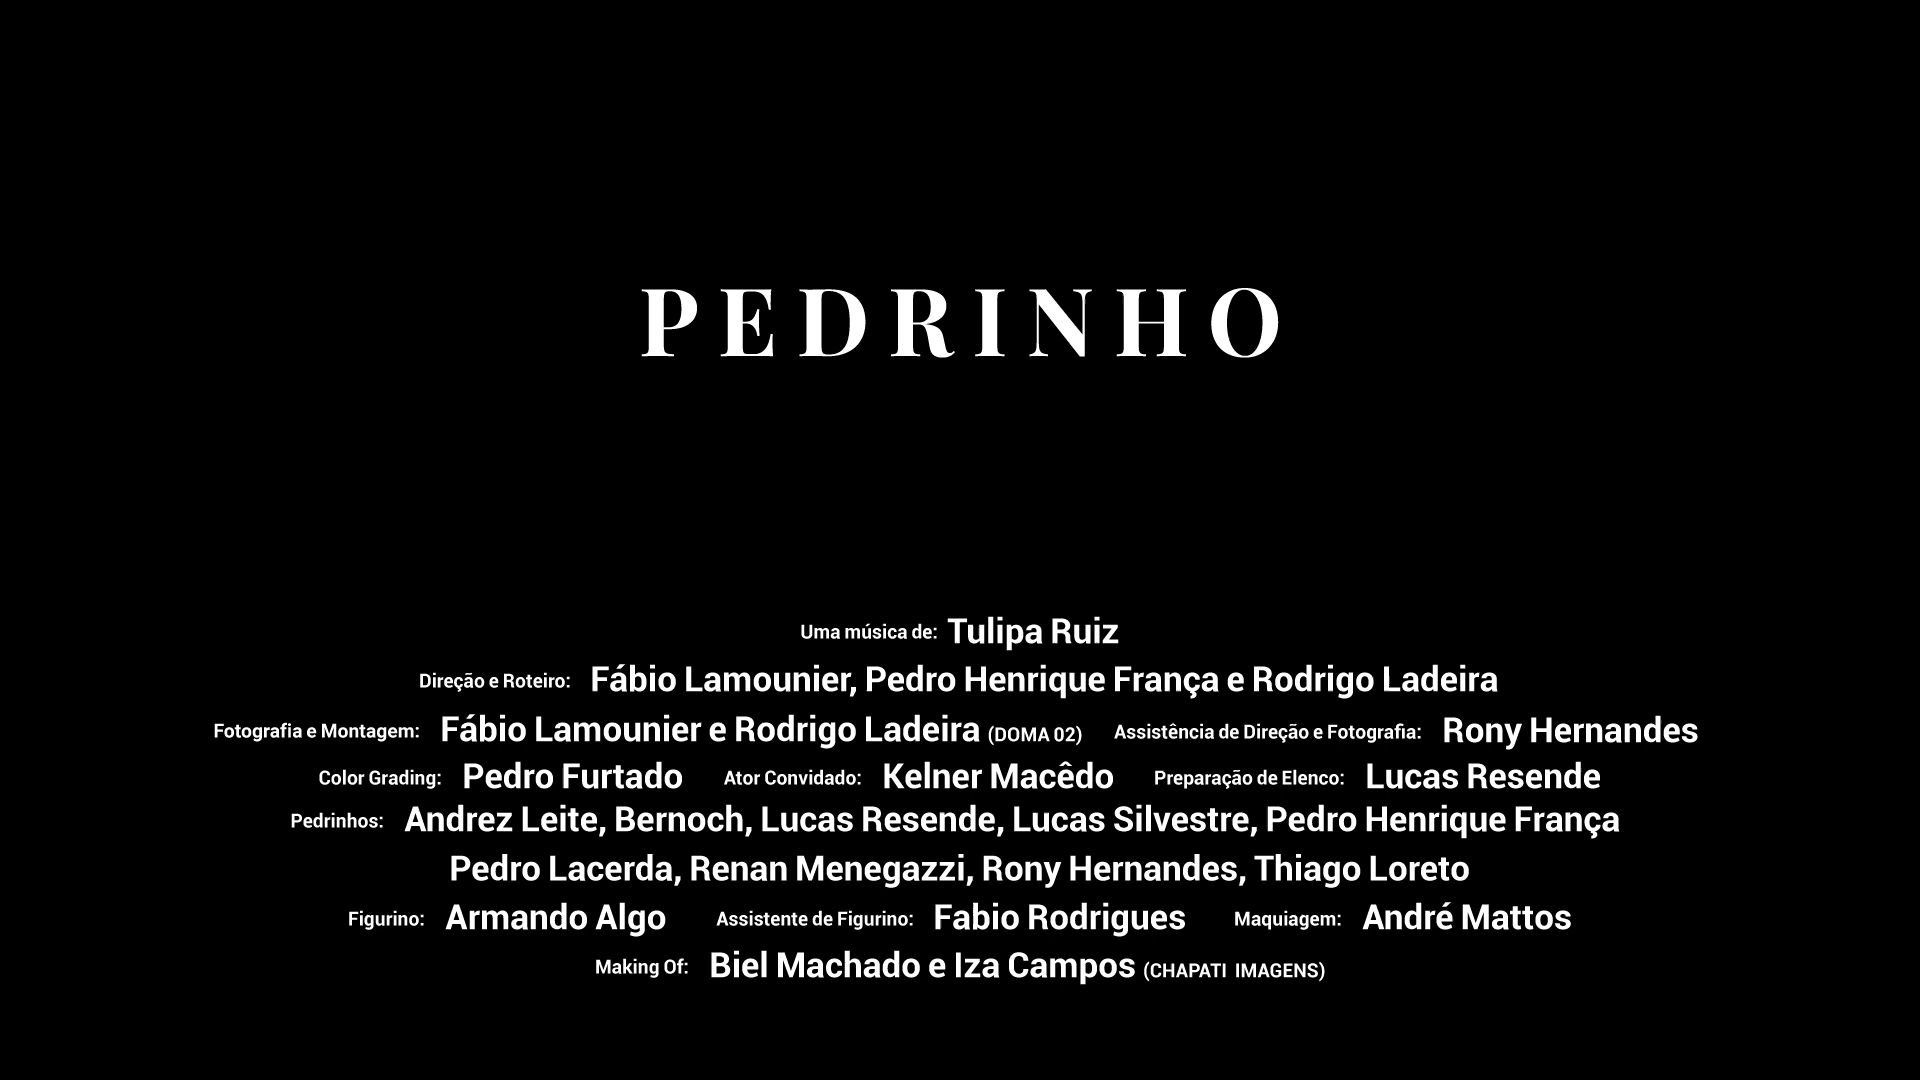 PEDRINHO
Uma música de: Tulipa Ruiz
Direção e Roteiro: Fábio Lamounier, Pedro Henrique França e Rodrigo Ladeira
Fotografia e Montagem: Fábio Lamounier e Rodrigo Ladeira (DOMA 02) Assistência de Direção e Fotografia: Rony Hernandes
Color Grading: Pedro Furtado Ator Convidado: Kelner Macêdo Preparação de Elenco: Lucas Resende
Pedrinhos: Andrez Leite, Bernoch, Lucas Resende, Lucas Silvestre, Pedro Henrique França
Pedro Lacerda, Renan Menegazzi, Rony Hernandes, Thiago Loreto
Figurino: Armando Algo Assistente de Figurino: Fabio Rodrigues Maquiagem: André Mattos
Making Of: Biel Machado e Iza Campos (CHAPATI IMAGENS)